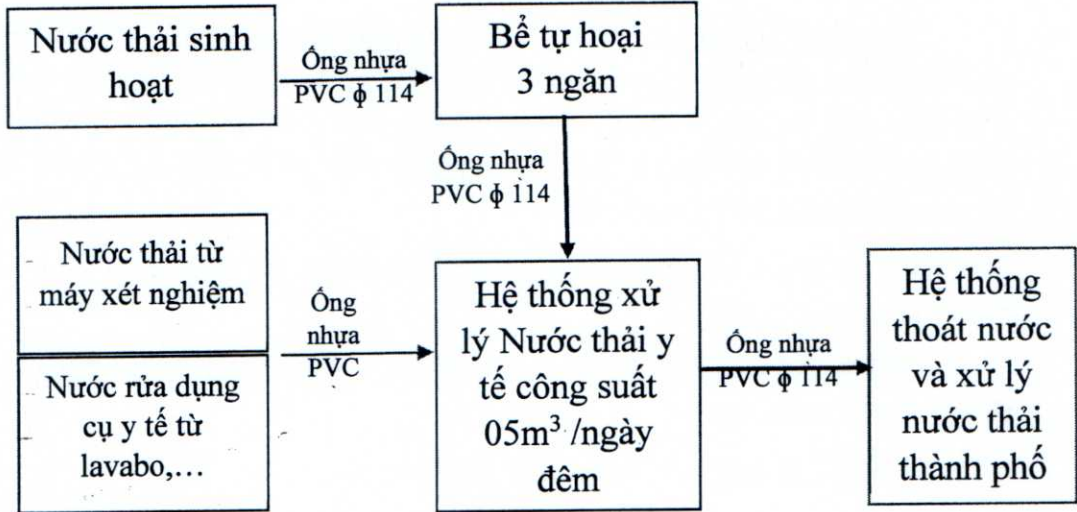 Nước thải sinh
hoạt
Ống nhựa
PVC ф 114
Bể tự hoại
3 ngăn
Ống nhựa
PVC ф 114
Nước thải từ
máy xét nghiệm
Nước rửa dụng
cụ y tế từ
lavabo,...
Ống
nhựa
PVC
Hệ thống xử
lý Nước thải y
tế công suất
05m³ /ngày
đêm
Ống nhựa
PVC ф 114
Hệ thống
thoát nước
và xử lý
nước thải
thành phố